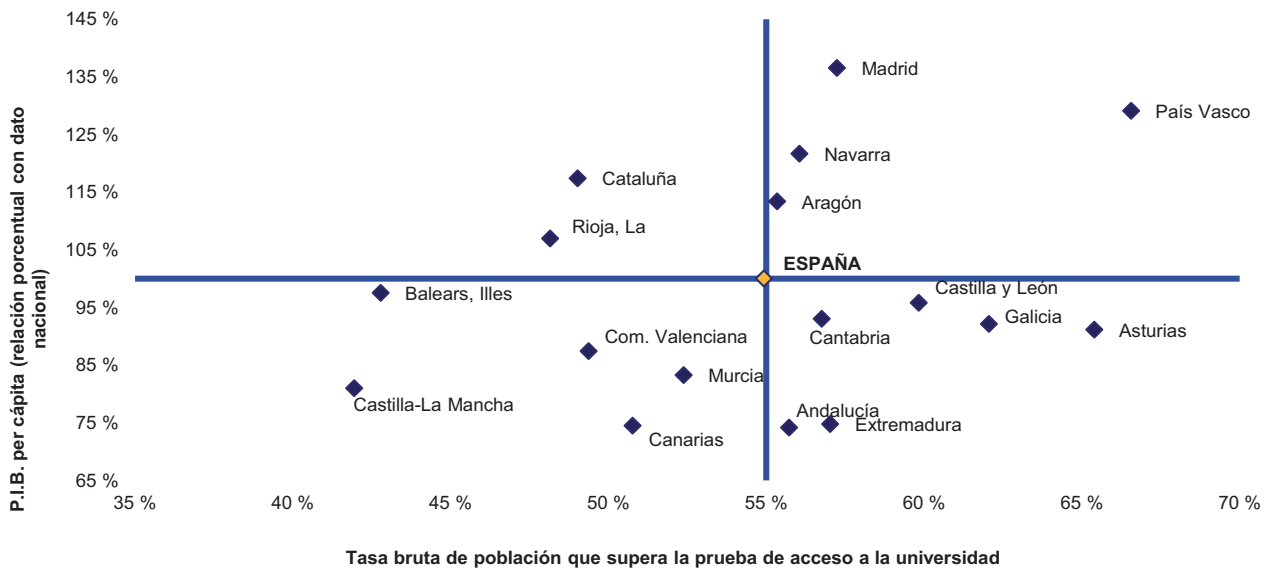 P.I.B. per cápita (relación porcentual con dato
nacional)
145 %
135 %
125 %
115 %
105 %
95 %
85 %
75 %
65 %
Madrid
País Vasco
Navarra
Cataluña
Aragón
Rioja, La
ESPAÑA
Balears, Illes
Castilla y León
Galicia
Asturias
Cantabria
Com. Valenciana
Murcia
Castilla-La Mancha
Andalucía
Extremadura
Canarias
35 %
40 %
45 %
50 %
55 %
60 %
65 %
70 %
Tasa bruta de población que supera la prueba de acceso a la universidad